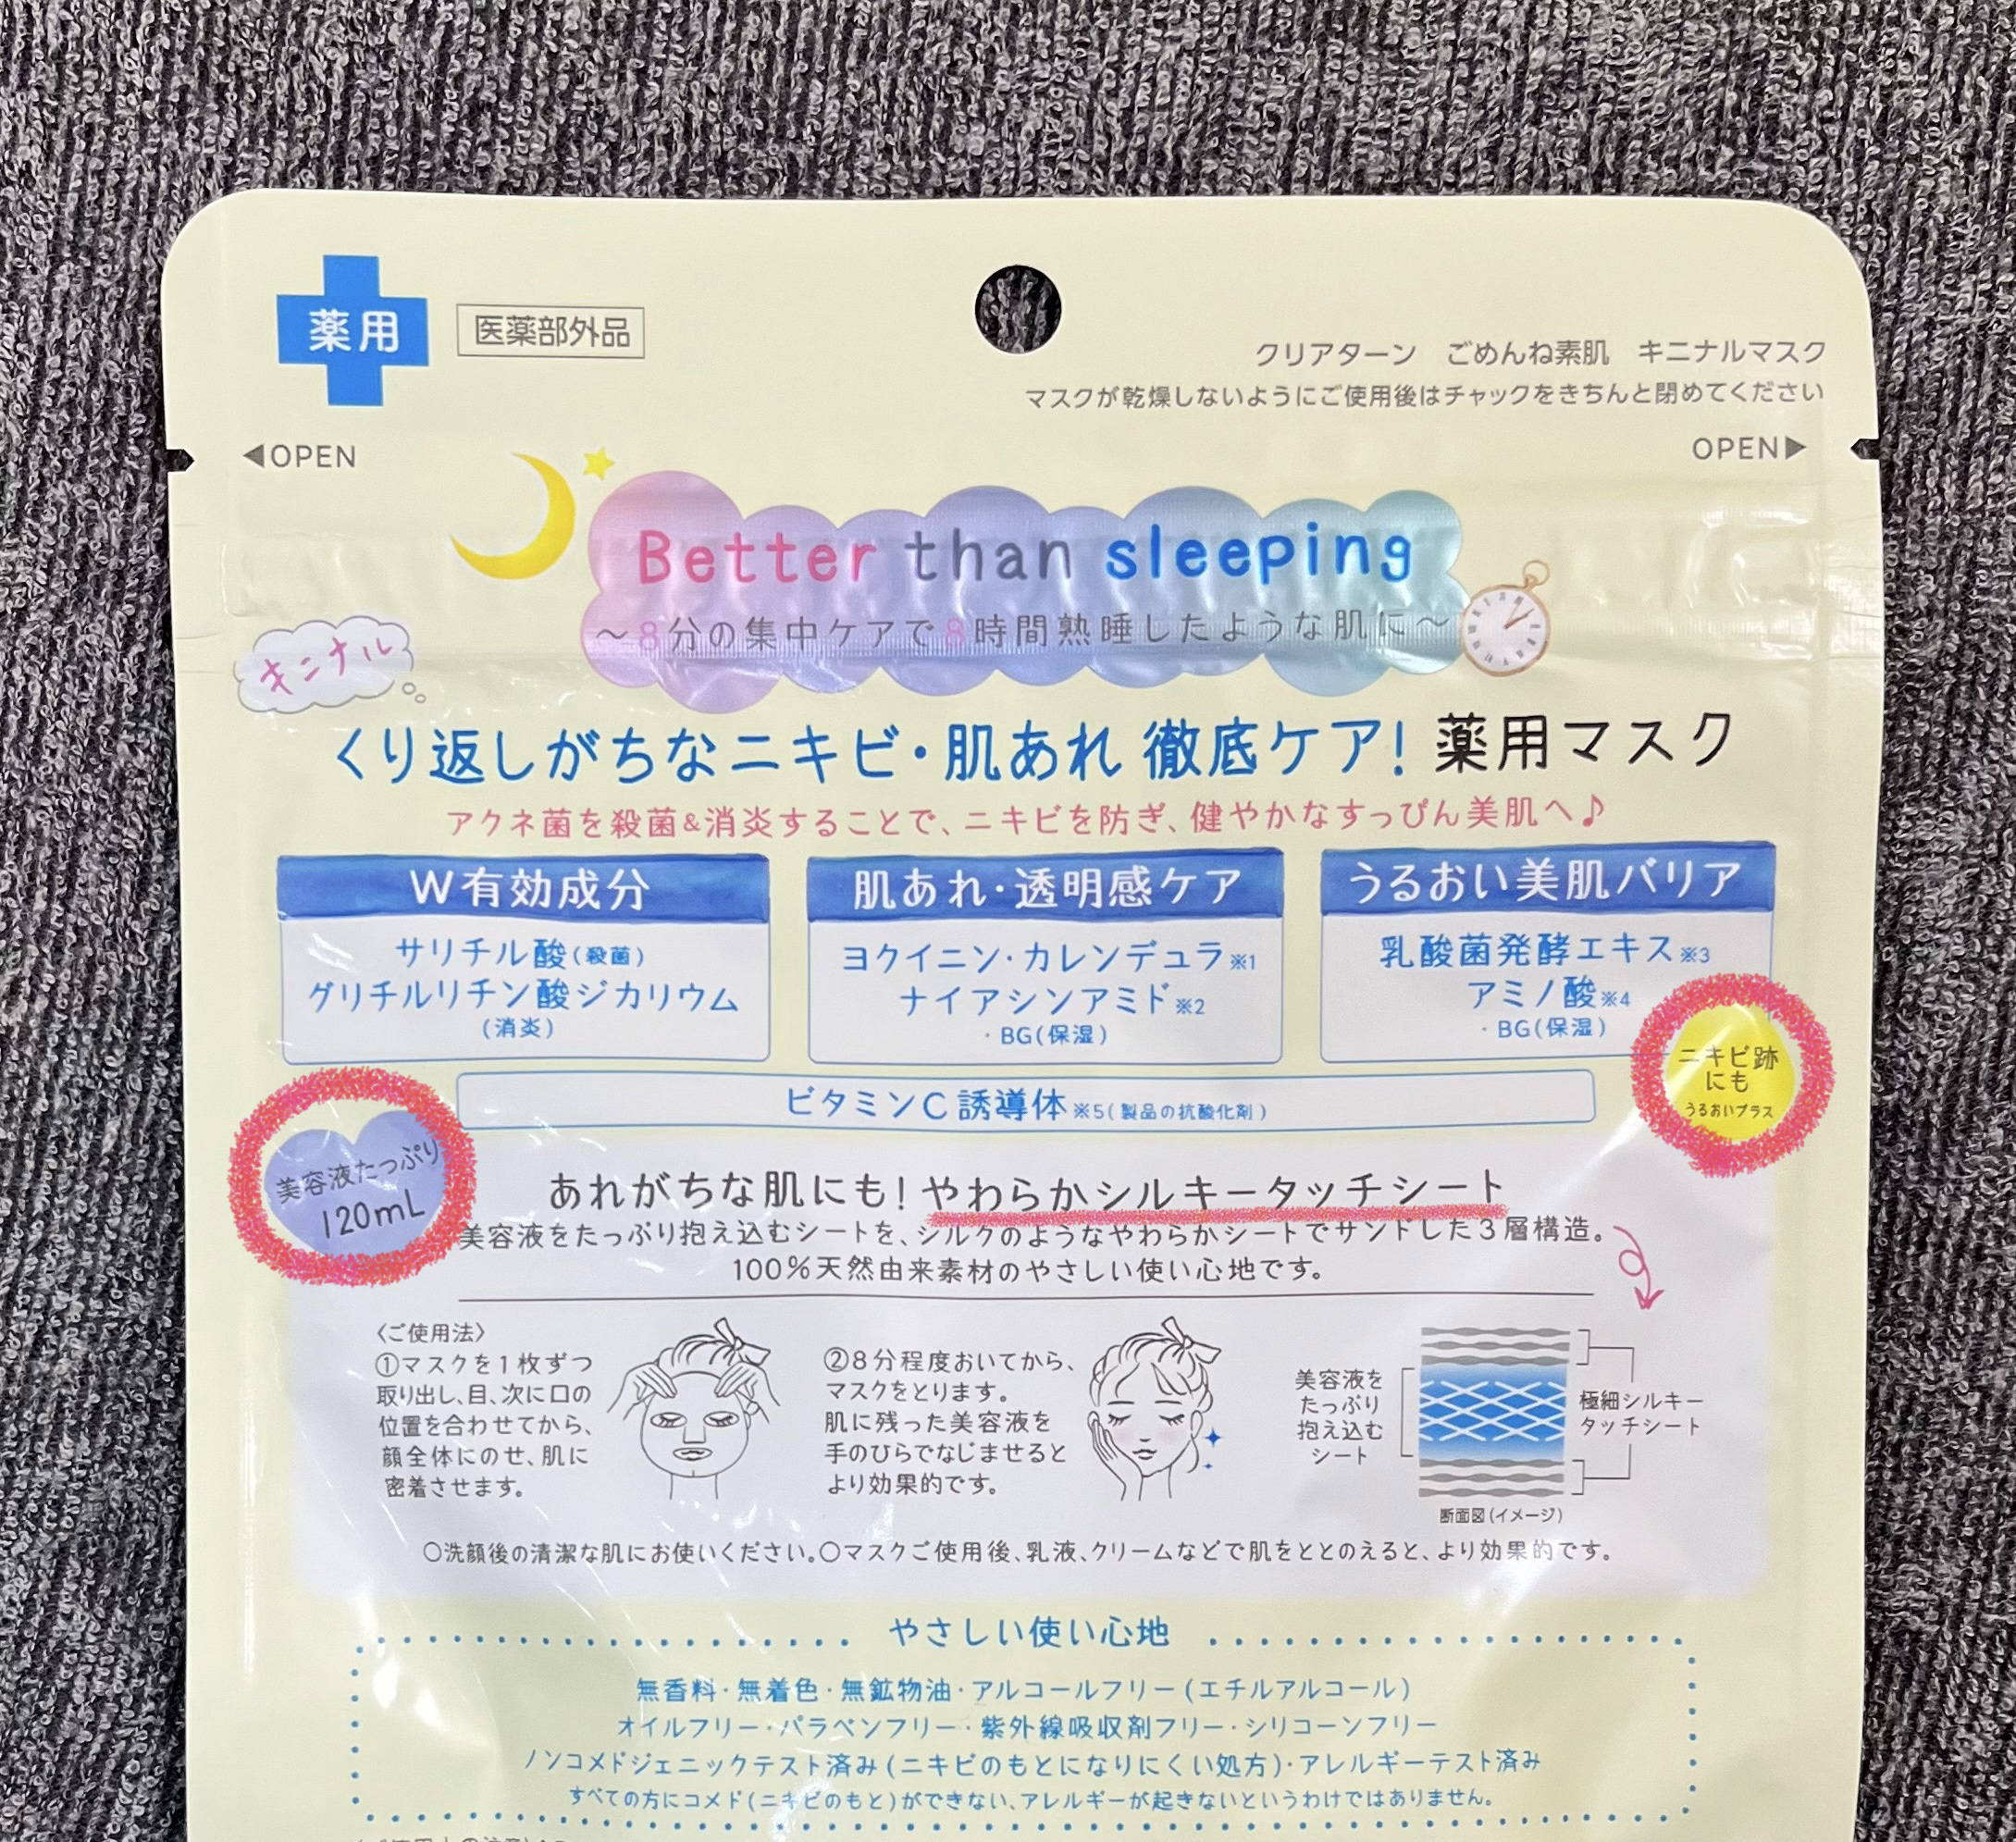 薬用
医薬部外品
クリアターン ごめんね素肌 キニナルマスク
マスクが乾燥しないようにご使用後はチャックをきちんと閉めてください
◀OPEN
OPEN▶
Better than sleeping
〜8分の集中ケアで8時間熟睡したような肌に〜
キニナル
くり返しがちなニキビ・肌あれ 徹底ケア! 薬用マスク
アクネ菌を殺菌&消炎することで、ニキビを防ぎ、健やかなすっぴん美肌へ♪
W有効成分
サリチル酸(殺菌)
グリチルリチン酸ジカリウム
(消炎)
肌あれ・透明感ケア
ヨクイニン・カレンデュラ※1
ナイアシンアミド※2
・BG(保湿)
うるおい美肌バリア
乳酸菌発酵エキス※3
アミノ酸※4
・BG(保湿)
ニキビ跡
にも
うるおいプラス
ビタミンC誘導体※5(製品の抗酸化剤)
美容液たっぷり
120mL
あれがちな肌にも! やわらかシルキータッチシート
美容液をたっぷり抱え込むシートを、シルクのようなやわらかシートでサンドした3層構造。
100%天然由来素材のやさしい使い心地です。
〈ご使用法〉
①マスクを1枚ずつ
取り出し、目、次に口の
位置を合わせてから、
顔全体にのせ、肌に
密着させます。
②8分程度おいてから、
マスクをとります。
肌に残った美容液を
手のひらでなじませると
より効果的です。
美容液を
たっぷり
抱え込む
シート
極細シルキー
タッチシート
断面図(イメージ)
○洗顔後の清潔な肌にお使いください。○マスクご使用後、乳液、クリームなどで肌をととのえると、より効果的です。
やさしい使い心地
無香料・無着色・無鉱物油・アルコールフリー(エチルアルコール)
オイルフリー・パラベンフリー・紫外線吸収剤フリー・シリコーンフリー
ノンコメドジェニックテスト済み(ニキビのもとになりにくい処方)・アレルギーテスト済み
すべての方にコメド(ニキビのもと)ができない、アレルギーが起きないというわけではありません。